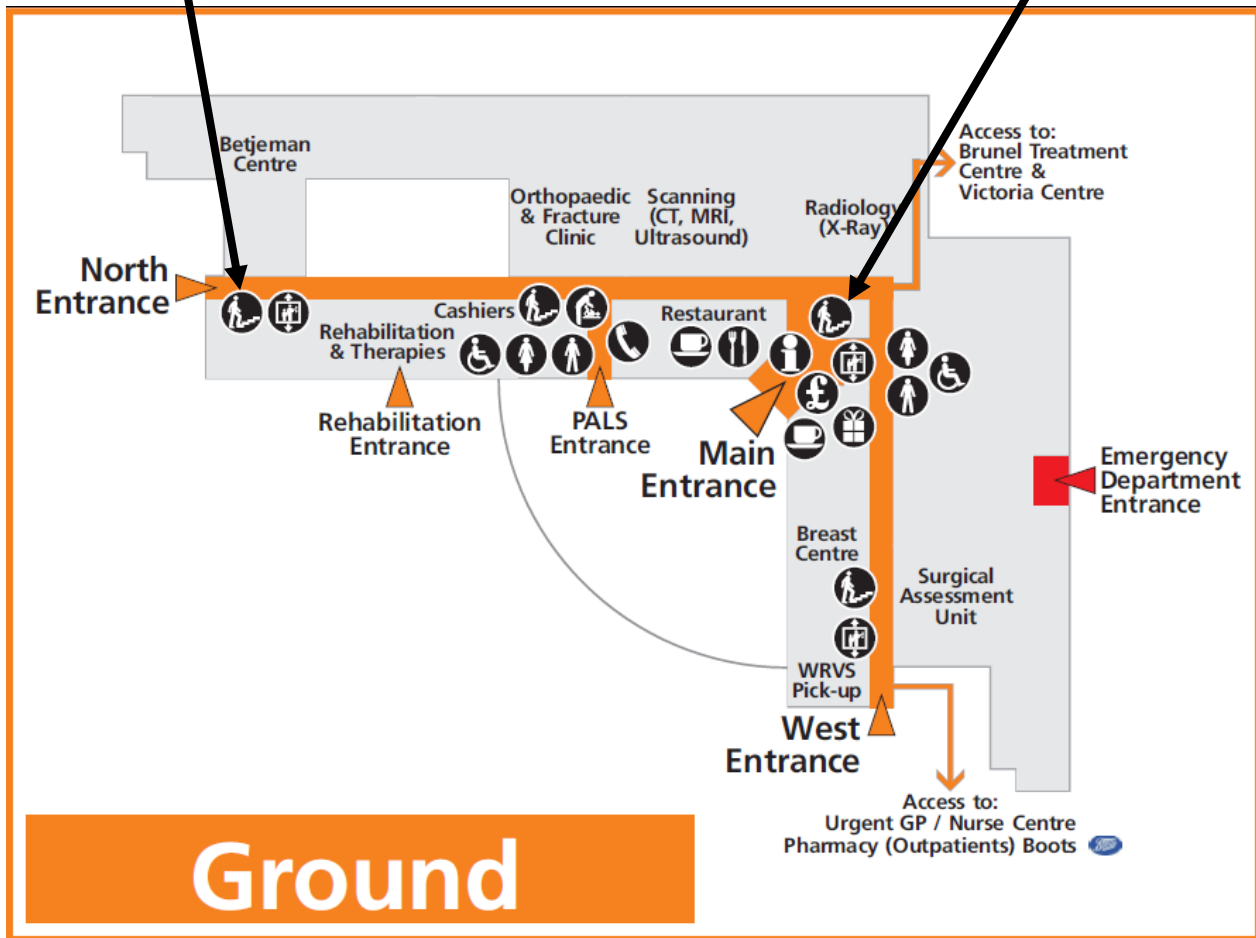 Betjeman
Centre
Access to:
Brunel Treatment
Centre &
Victoria Centre
Orthopaedic
& Fracture
Clinic
Scanning
(CT, MRI,
Ultrasound)
Radiology
(X-Ray)
North
Entrance
Cashiers
Restaurant
Rehabilitation
& Therapies
i
£
Rehabilitation
Entrance
PALS
Entrance
Main
Entrance
Emergency
Department
Entrance
Breast
Centre
Surgical
Assessment
Unit
WRVS
Pick-up
West
Entrance
Access to:
Urgent GP / Nurse Centre
Pharmacy (Outpatients) Boots
Ground